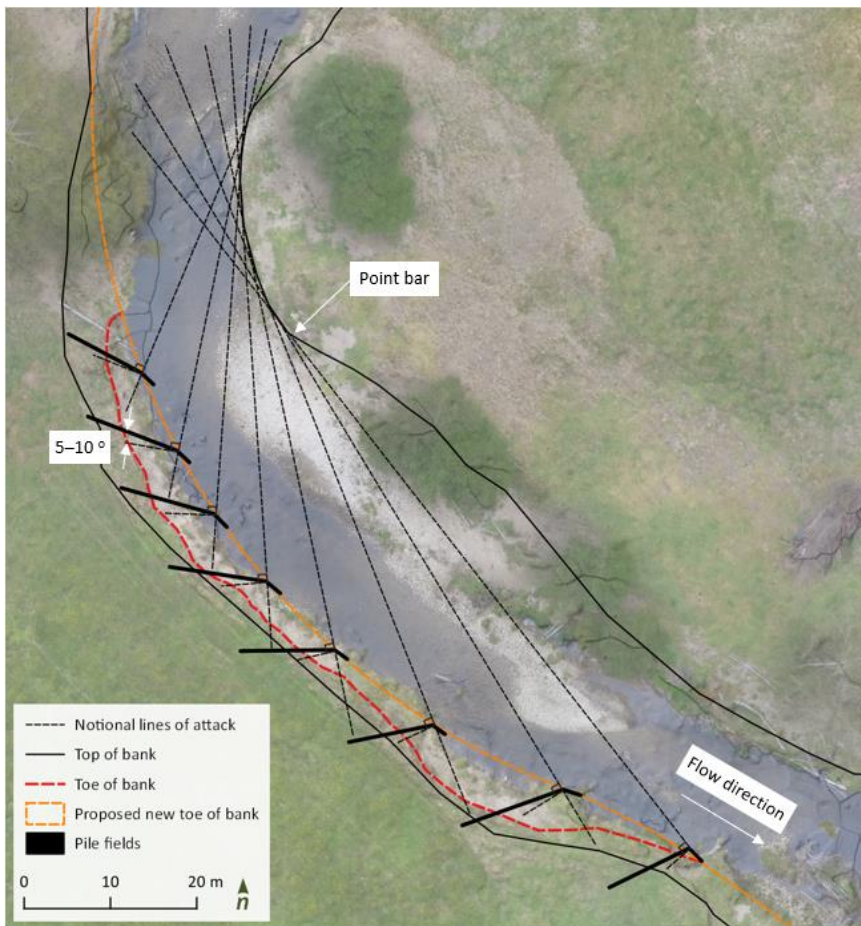 Point bar
5–10 º
Flow direction
Notional lines of attack
Top of bank
Toe of bank
Proposed new toe of bank
Pile fields
0 10 20 m
n